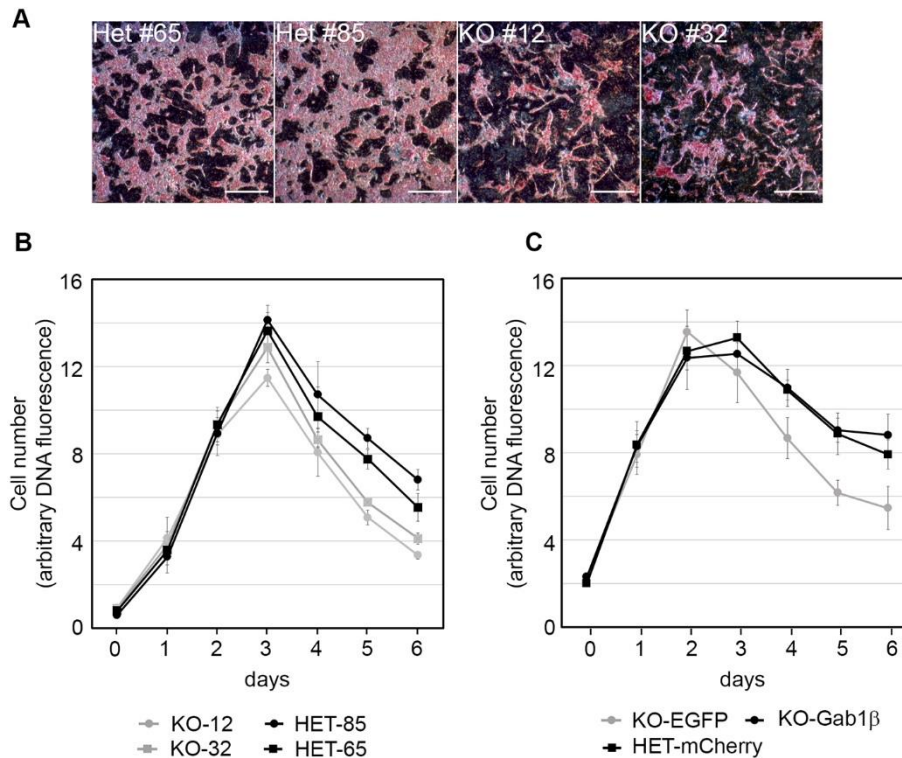 A
Het #65 Het #85 KO #12 KO #32
B
16
12
8
4
0
Cell number
(arbitrary DNA fluorescence)
0 1 2 3 4 5 6
days
KO-12 HET-85
KO-32 HET-65
C
16
12
8
4
0
Cell number
(arbitrary DNA fluorescence)
0 1 2 3 4 5 6
days
KO-EGFP KO-Gab1β
HET-mCherry